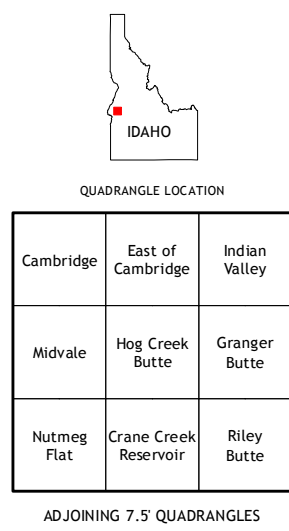 IDAHO
QUADRANGLE LOCATION
Cambridge
East of
Cambridge
Indian
Valley
Midvale
Hog Creek
Butte
Granger
Butte
Nutmeg
Flat
Crane Creek
Reservoir
Riley
Butte
ADJOINING 7.5' QUADRANGLES